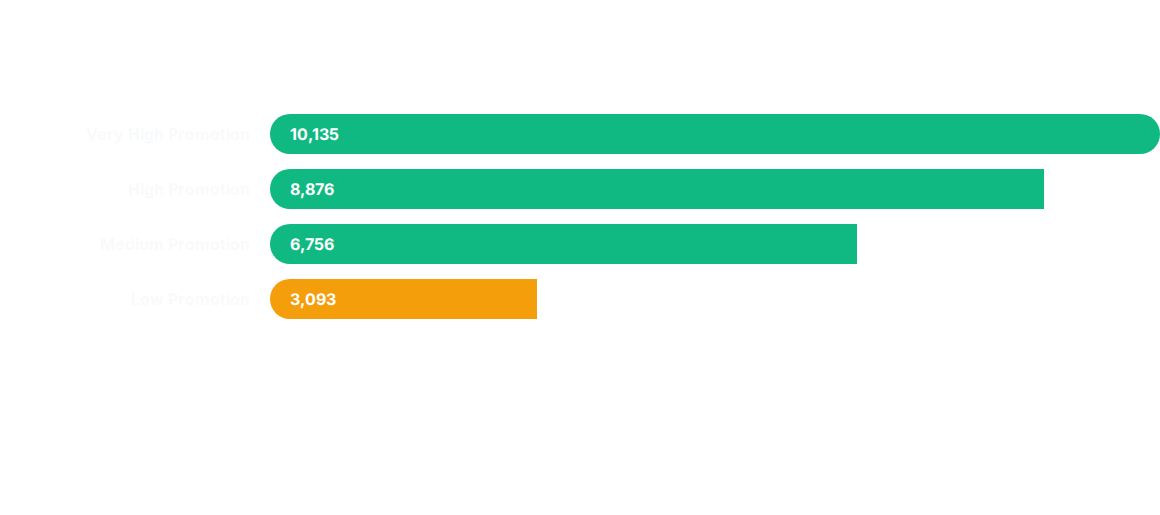 Very High Promotion 10,135
High Promotion 8,876
Medium Promotion 6,756
Low Promotion 3,093